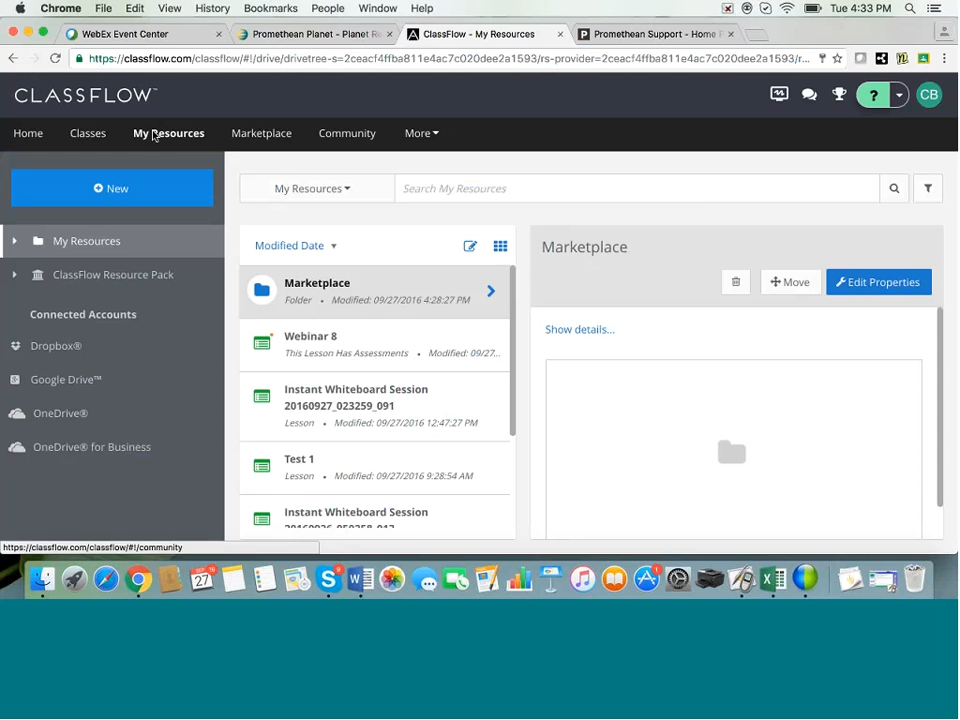 Chrome File Edit View History Bookmarks People Window Help Tue 4:33 PM
WebEx Event Center × Promethean Planet - Planet Re × ClassFlow - My Resources × Promethean Support - Home P ×
https://classflow.com/classflow/#!/drive/drivetree-s=2ceacf4ffba811e4ac7c020dee2a1593/rs-provider=2ceacf4ffba811e4ac7c020dee2a1593/r...
CLASSFLOW™ ? CB
Home Classes My Resources Marketplace Community More
New
My Resources
ClassFlow Resource Pack
Connected Accounts
Dropbox®
Google Drive™
OneDrive®
OneDrive® for Business
My Resources Search My Resources
Modified Date
Marketplace
Folder • Modified: 09/27/2016 4:28:27 PM
Webinar 8
This Lesson Has Assessments • Modified: 09/27...
Instant Whiteboard Session
20160927_023259_091
Lesson • Modified: 09/27/2016 12:47:27 PM
Test 1
Lesson • Modified: 09/27/2016 9:28:54 AM
Instant Whiteboard Session
Marketplace
Move Edit Properties
Show details...
https://classflow.com/classflow/#!/community
27